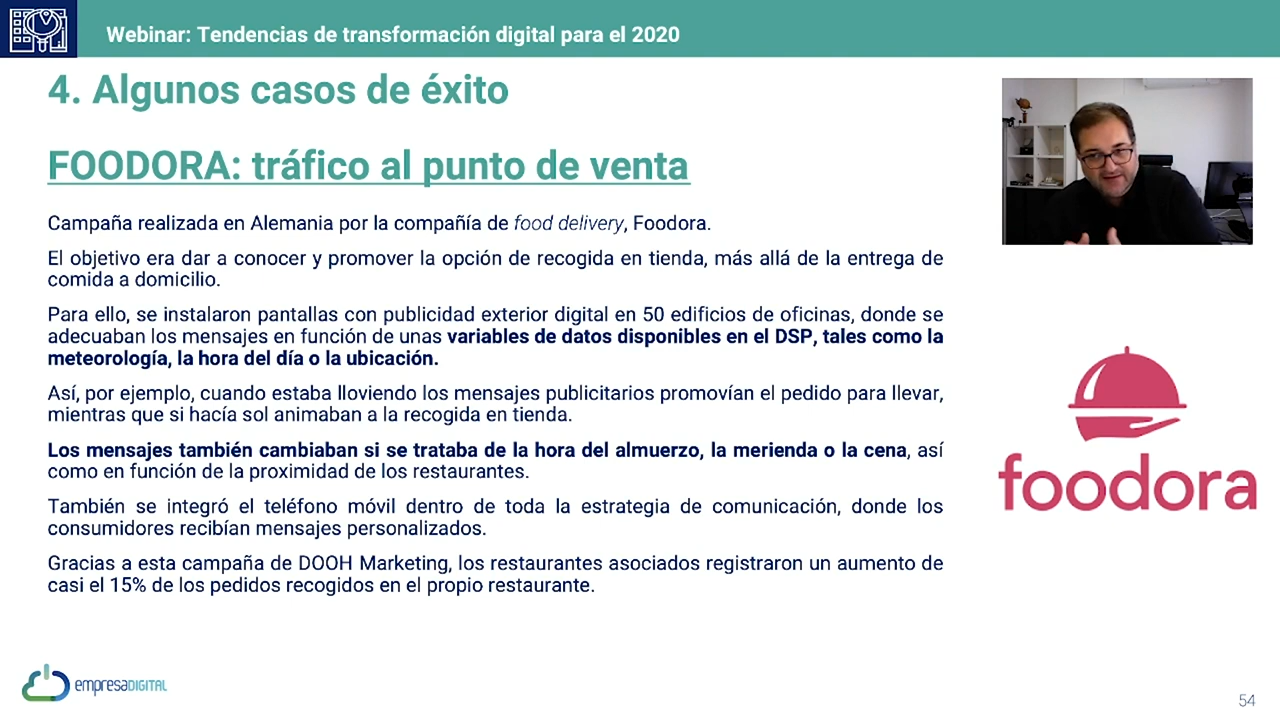 Webinar: Tendencias de transformación digital para el 2020
4. Algunos casos de éxito
FOODORA: tráfico al punto de venta
Campaña realizada en Alemania por la compañía de food delivery, Foodora.
El objetivo era dar a conocer y promover la opción de recogida en tienda, más allá de la entrega de
comida a domicilio.
Para ello, se instalaron pantallas con publicidad exterior digital en 50 edificios de oficinas, donde se
adecuaban los mensajes en función de unas variables de datos disponibles en el DSP, tales como la
meteorología, la hora del día o la ubicación.
Así, por ejemplo, cuando estaba lloviendo los mensajes publicitarios promovían el pedido para llevar,
mientras que si hacía sol animaban a la recogida en tienda.
Los mensajes también cambiaban si se trataba de la hora del almuerzo, la merienda o la cena, así
como en función de la proximidad de los restaurantes.
También se integró el teléfono móvil dentro de toda la estrategia de comunicación, donde los
consumidores recibían mensajes personalizados.
Gracias a esta campaña de DOOH Marketing, los restaurantes asociados registraron un aumento de
casi el 15% de los pedidos recogidos en el propio restaurante.
foodora
empresaDIGITAL
54